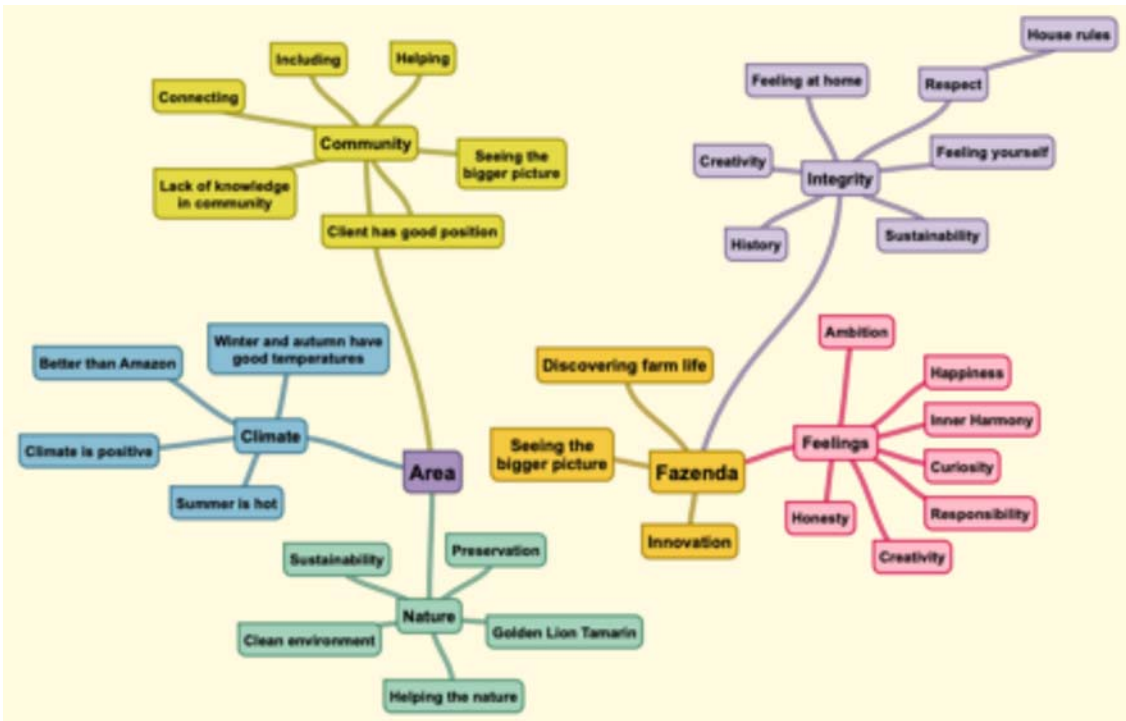 House rules
Including
Helping
Feeling at home
Respect
Connecting
Community
Seeing the
bigger picture
Creativity
Feeling yourself
Integrity
Lack of knowledge
in community
Client has good position
History
Sustainability
Better than Amazon
Winter and autumn have
good temperatures
Climate
Climate is positive
Summer is hot
Area
Discovering farm life
Seeing the
bigger picture
Fazenda
Innovation
Ambition
Happiness
Inner Harmony
Feelings
Curiosity
Responsibility
Honesty
Creativity
Sustainability
Preservation
Nature
Clean environment
Golden Lion Tamarin
Helping the nature